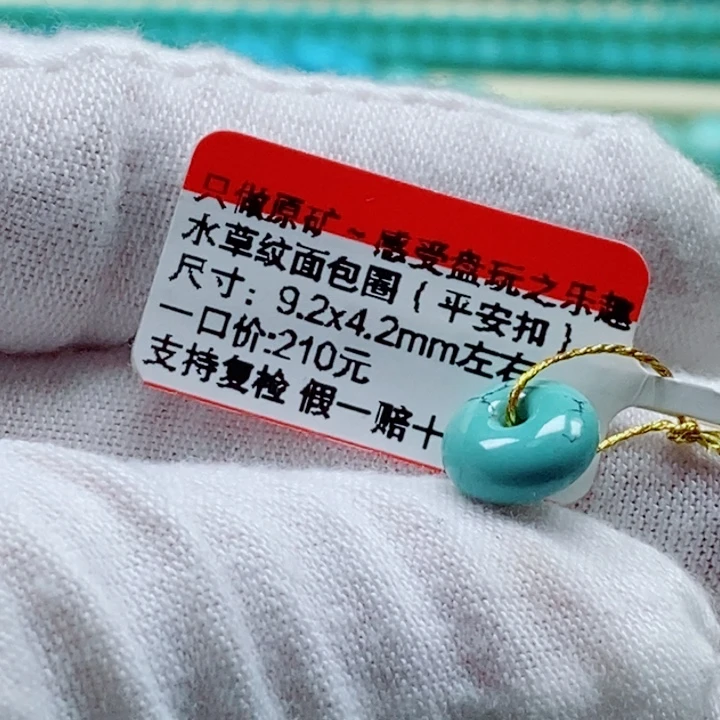 只做原矿~感受盘玩之乐趣
水草纹面包圈{平安扣}
尺寸：9.2x4.2mm左右
一口价:210元
支持复检 假一赔十